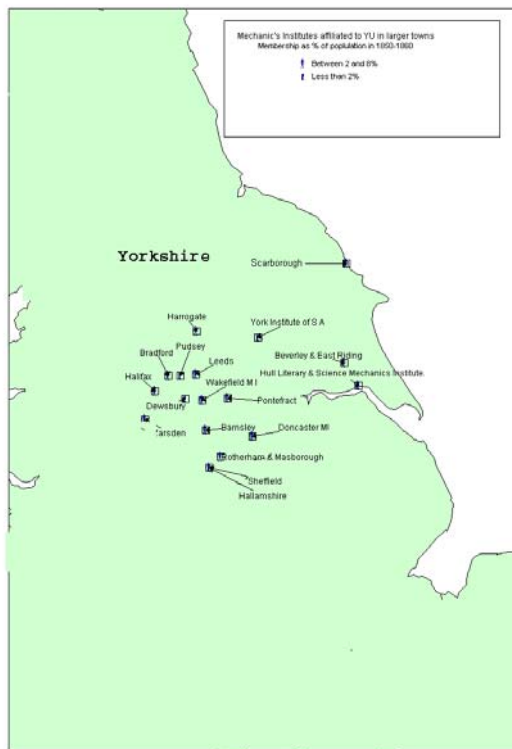 Mechanic's Institutes affiliated to YU in larger towns
Membership as % of poplulation in 1850-1860
Between 2 and 8%
Less than 2%
Yorkshire
Scarborough
Harrogate
York Institute of S A
Pudsey
Bradford
Leeds
Beverley & East Riding
Hull Literary & Science Mechanics Institute.
Halifax
Wakefield M I
Dewsbury
Pontefract
arsden
Barnsley
Doncaster MI
Rotherham & Masborough
Sheffield
Hallamshire